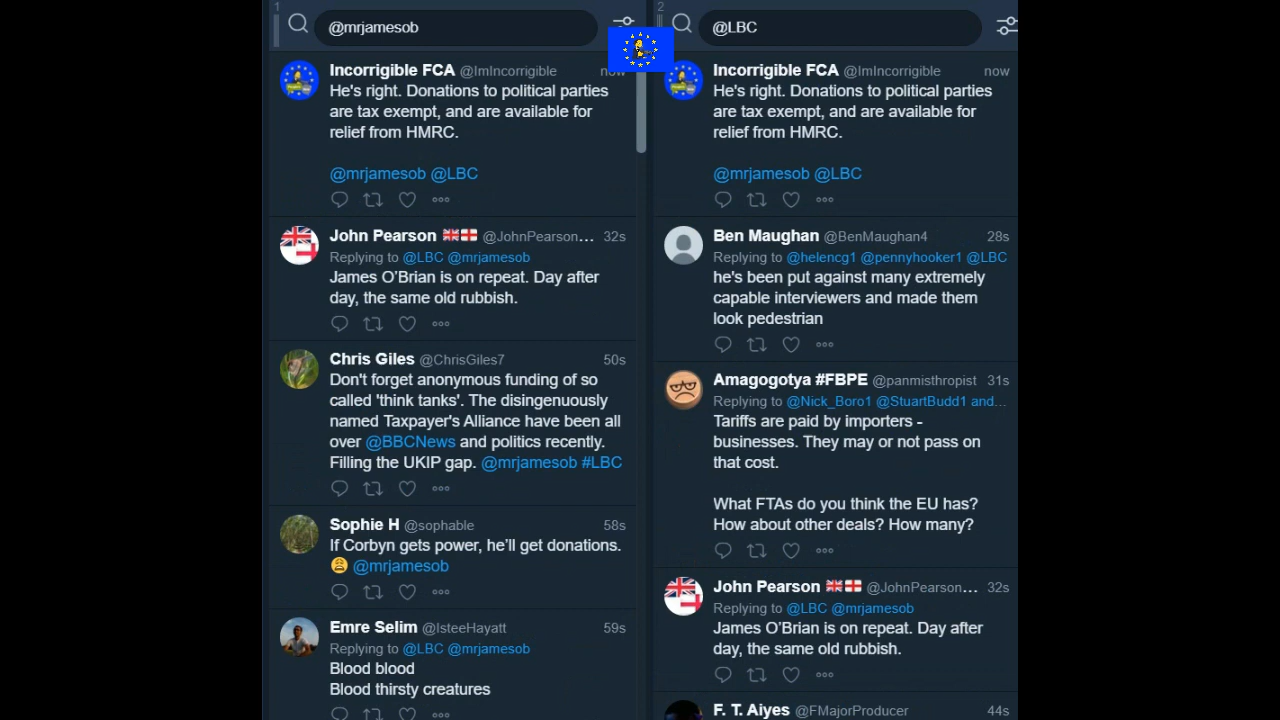 1
@mrjamesob
Incorrigible FCA @ImIncorrigible now
He's right. Donations to political parties
are tax exempt, and are available for
relief from HMRC.
@mrjamesob @LBC
John Pearson 🇬🇧🏴󠁧󠁢󠁥󠁮󠁧󠁿 @JohnPearson... 32s
Replying to @LBC @mrjamesob
James O'Brian is on repeat. Day after
day, the same old rubbish.
Chris Giles @ChrisGiles7 50s
Don't forget anonymous funding of so
called 'think tanks'. The disingenuously
named Taxpayer's Alliance have been all
over @BBCNews and politics recently.
Filling the UKIP gap. @mrjamesob #LBC
Sophie H @sophable 58s
If Corbyn gets power, he'll get donations.
😩 @mrjamesob
Emre Selim @IsteeHayatt 59s
Replying to @LBC @mrjamesob
Blood blood
Blood thirsty creatures
2
@LBC
Incorrigible FCA @ImIncorrigible now
He's right. Donations to political parties
are tax exempt, and are available for
relief from HMRC.
@mrjamesob @LBC
Ben Maughan @BenMaughan4 28s
Replying to @helencg1 @pennyhooker1 @LBC
he's been put against many extremely
capable interviewers and made them
look pedestrian
Amagogotya #FBPE @panmisthropist 31s
Replying to @Nick_Boro1 @StuartBudd1 and...
Tariffs are paid by importers -
businesses. They may or not pass on
that cost.
What FTAs do you think the EU has?
How about other deals? How many?
John Pearson 🇬🇧🏴󠁧󠁢󠁥󠁮󠁧󠁿 @JohnPearson... 32s
Replying to @LBC @mrjamesob
James O'Brian is on repeat. Day after
day, the same old rubbish.
F. T. Aiyes @FMajorProducer 44s